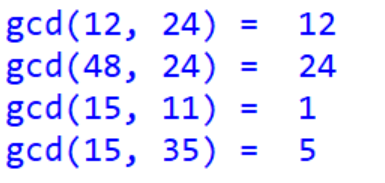 gcd(12, 24) =  12
gcd(48, 24) =  24
gcd(15, 11) =  1
gcd(15, 35) =  5